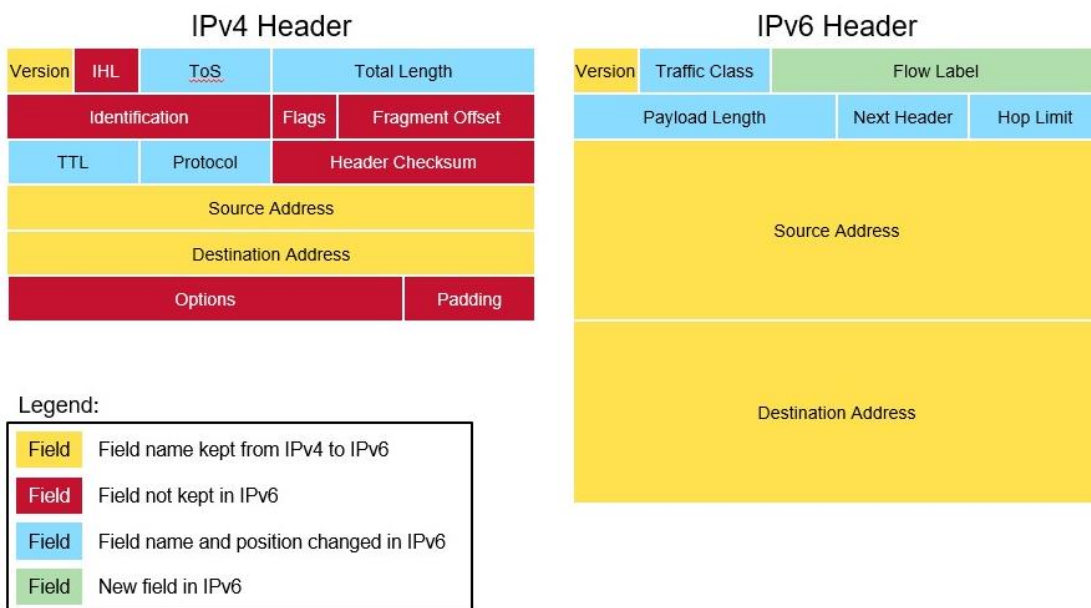 IPv4 Header
Version IHL ToS Total Length
Identification Flags Fragment Offset
TTL Protocol Header Checksum
Source Address
Destination Address
Options Padding
IPv6 Header
Version Traffic Class Flow Label
Payload Length Next Header Hop Limit
Source Address
Destination Address
Legend:
Field Field name kept from IPv4 to IPv6
Field Field not kept in IPv6
Field Field name and position changed in IPv6
Field New field in IPv6